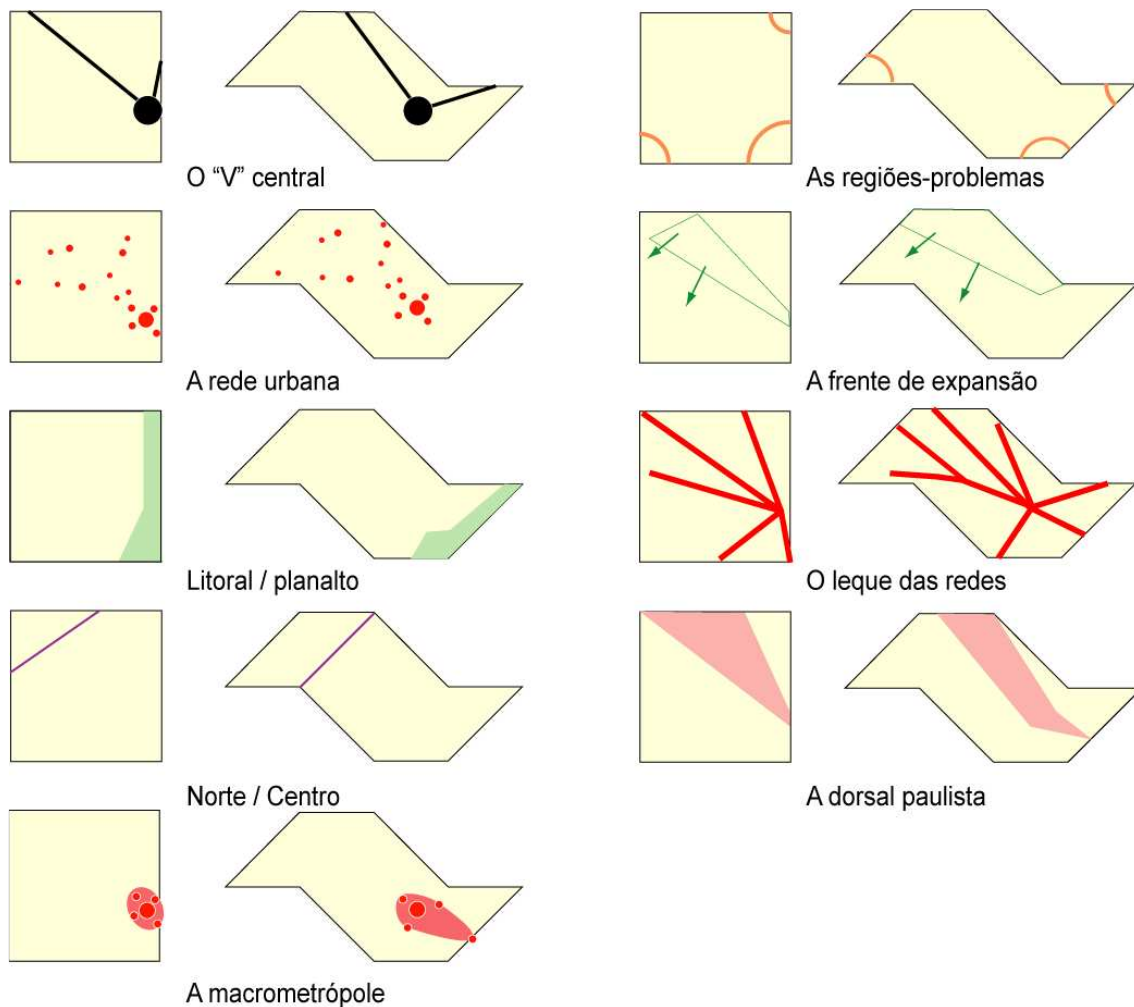 O “V” central
As regiões-problemas
A rede urbana
A frente de expansão
Litoral / planalto
O leque das redes
Norte / Centro
A dorsal paulista
A macrometrópole